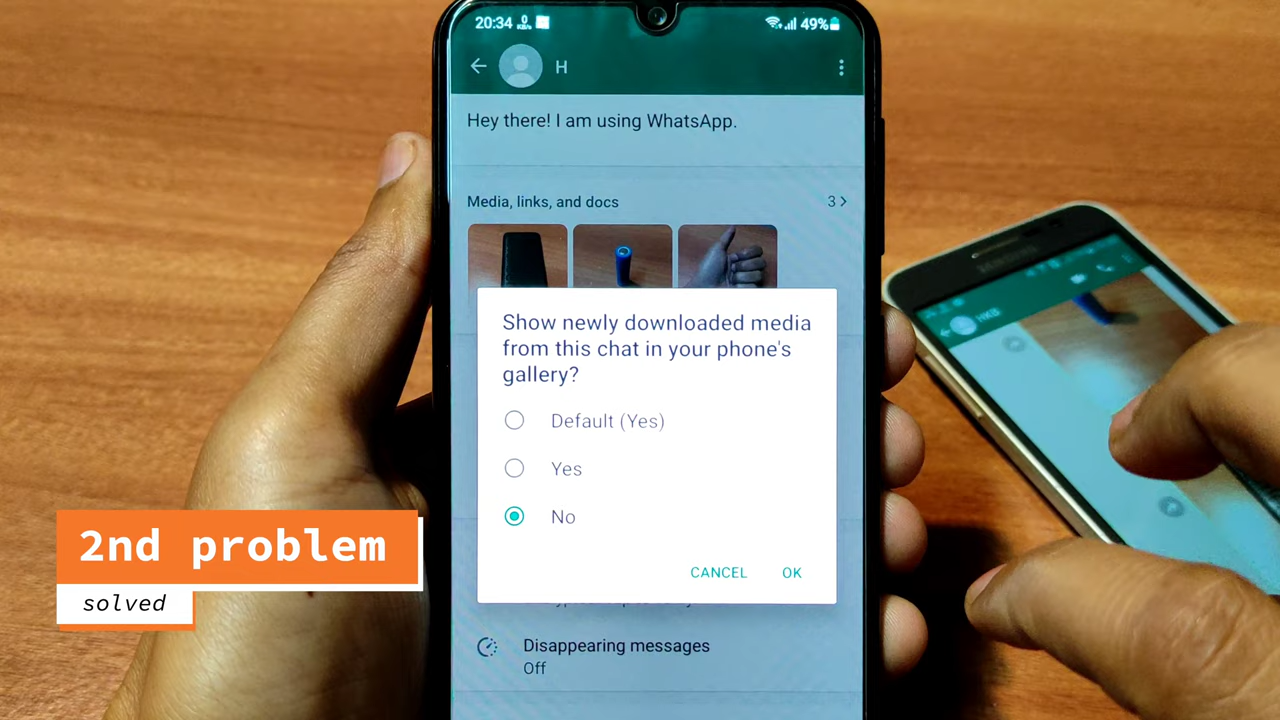 20:34
49%
H
Hey there! I am using WhatsApp.
Media, links, and docs
3
Show newly downloaded media
from this chat in your phone's
gallery?
Default (Yes)
Yes
No
CANCEL OK
Disappearing messages
Off
2nd problem
solved
SAMSUNG